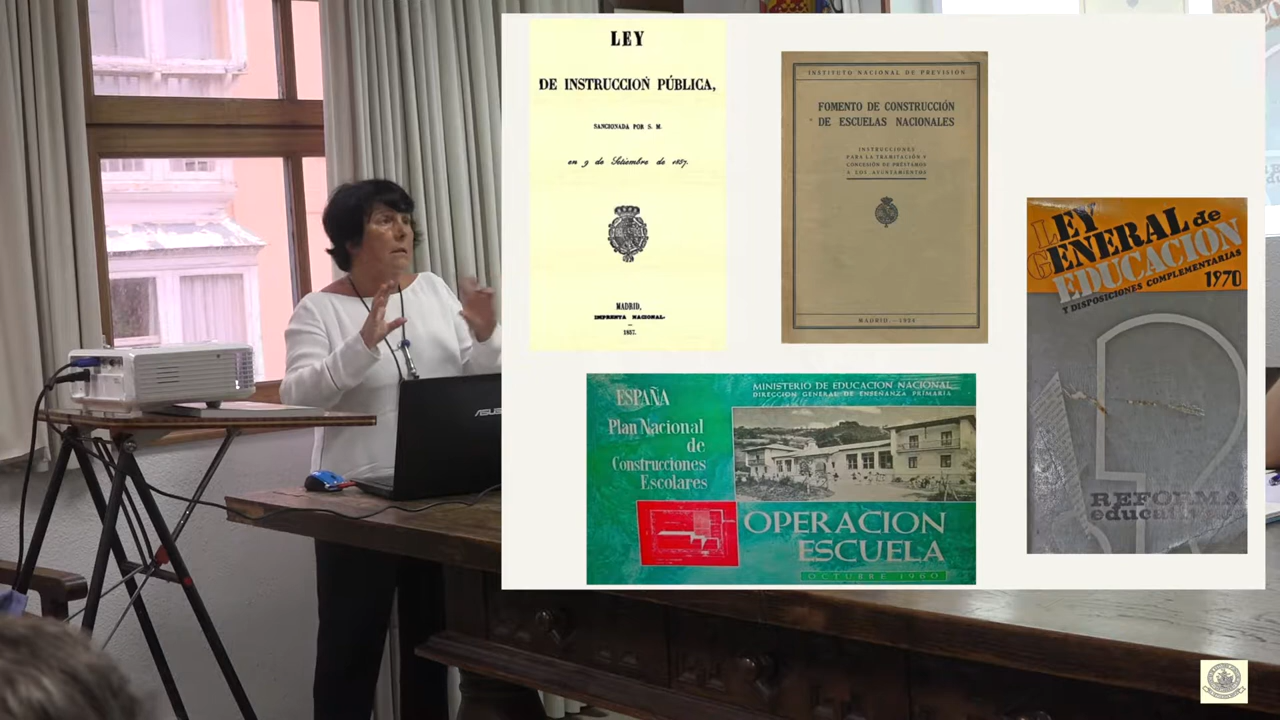 LEY
DE INSTRUCCION PÚBLICA,
SANCIONADA POR S. M.
en 9 de Setiembre de 1857.
MADRID,
IMPRENTA NACIONAL.
1857.
INSTITUTO NACIONAL DE PREVISIÓN
FOMENTO DE CONSTRUCCIÓN
DE ESCUELAS NACIONALES
INSTRUCCIONES
PARA LA TRAMITACIÓN Y
CONCESIÓN DE PRÉSTAMOS
A LOS AYUNTAMIENTOS
MADRID.—1924
LEY
GENERAL de
EDUCACION
Y DISPOSICIONES COMPLEMENTARIAS
1970
REFORMA
educativa
ESPAÑA
Plan Nacional
de
Construcciones
Escolares
MINISTERIO DE EDUCACION NACIONAL
DIRECCION GENERAL DE ENSEÑANZA PRIMARIA
OPERACION
ESCUELA
OCTUBRE 1960
ASUS